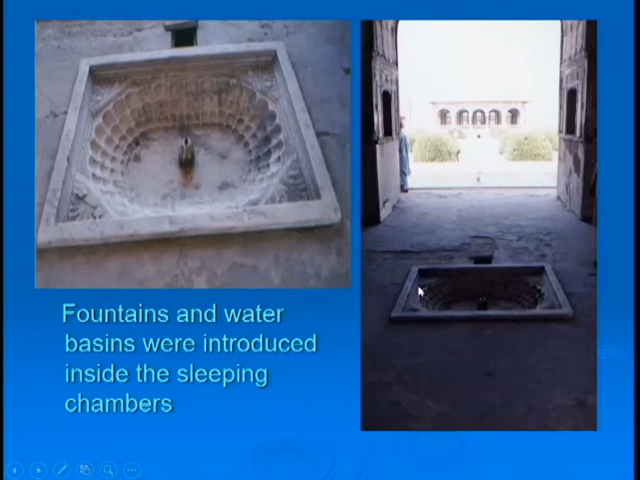 Fountains and water
basins were introduced
inside the sleeping
chambers